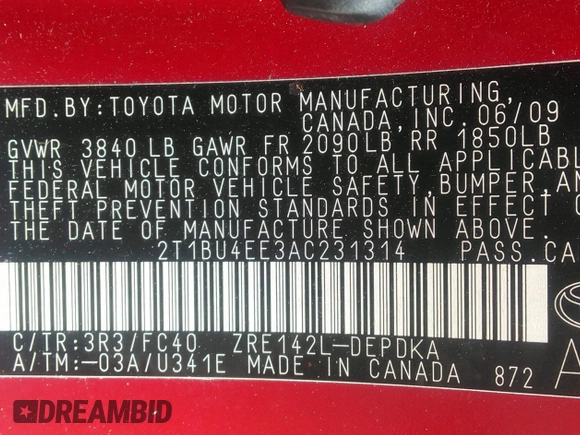 MFD.BY:TOYOTA MOTOR MANUFACTURING,
CANADA, INC. 06/09
GVWR 3840 LB GAWR FR 2090LB RR 1850LB
THIS VEHICLE CONFORMS TO ALL APPLICABL
FEDERAL MOTOR VEHICLE SAFETY, BUMPER, AN
THEFT PREVENTION STANDARDS IN EFFECT O
THE DATE OF MANUFACTURE SHOWN ABOVE.
2T1BU4EE3AC231314 PASS.CA
C/TR:3R3/FC40 ZRE142L-DEPDKA
A/TM:-03A/U341E MADE IN CANADA 872 A
DREAMBID